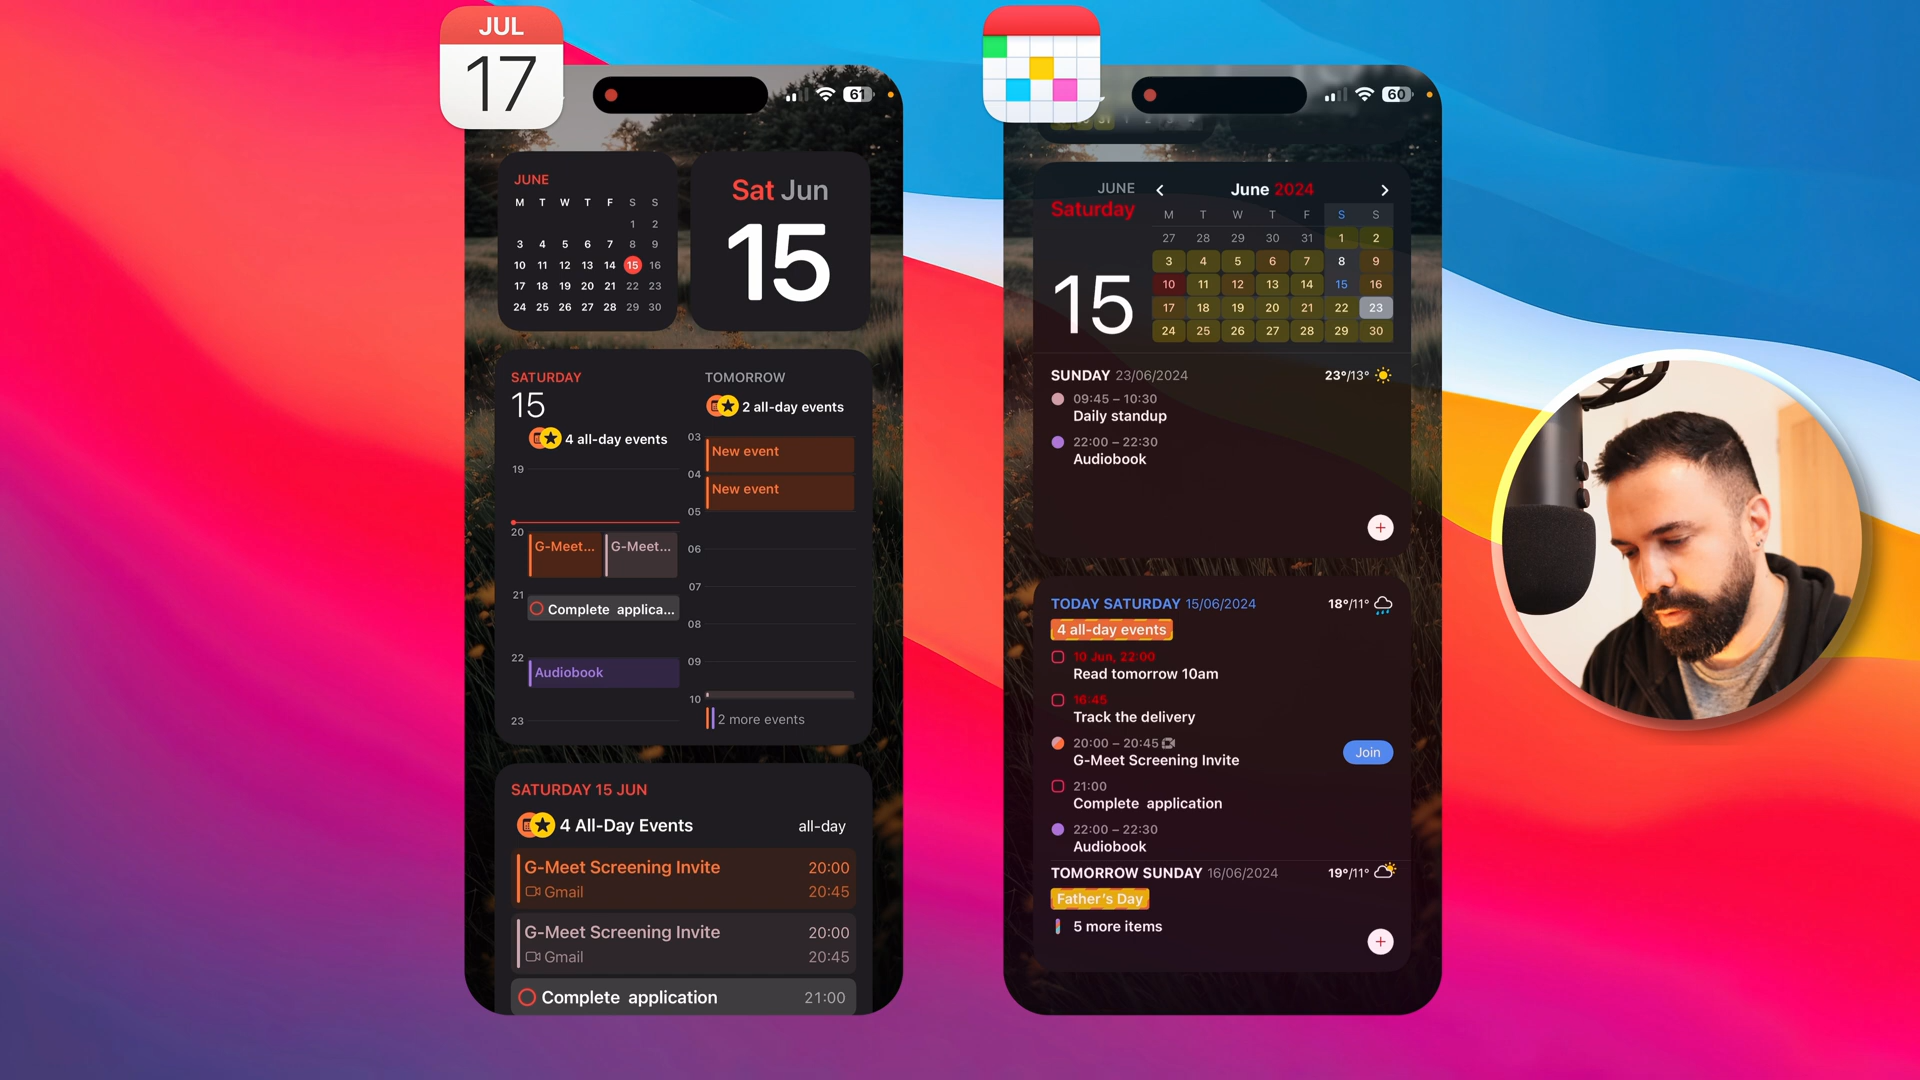 JUL
17
61
JUNE
M T W T F S S
1 2
3 4 5 6 7 8 9
10 11 12 13 14 15 16
17 18 19 20 21 22 23
24 25 26 27 28 29 30
Sat Jun
15
SATURDAY
15
4 all-day events
19
20
G-Meet... G-Meet...
21
Complete applica...
22
Audiobook
23
TOMORROW
2 all-day events
03
New event
04
New event
05
06
07
08
09
10
2 more events
SATURDAY 15 JUN
4 All-Day Events all-day
G-Meet Screening Invite 20:00
Gmail 20:45
G-Meet Screening Invite 20:00
Gmail 20:45
Complete application 21:00
60
31 1 2 3 4
JUNE
Saturday
15
June 2024
M T W T F S S
27 28 29 30 31 1 2
3 4 5 6 7 8 9
10 11 12 13 14 15 16
17 18 19 20 21 22 23
24 25 26 27 28 29 30
SUNDAY 23/06/2024 23°/13°
09:45 – 10:30
Daily standup
22:00 – 22:30
Audiobook
TODAY SATURDAY 15/06/2024 18°/11°
4 all-day events
10 Jun, 22:00
Read tomorrow 10am
16:45
Track the delivery
20:00 – 20:45
G-Meet Screening Invite
Join
21:00
Complete application
22:00 – 22:30
Audiobook
TOMORROW SUNDAY 16/06/2024 19°/11°
Father's Day
5 more items